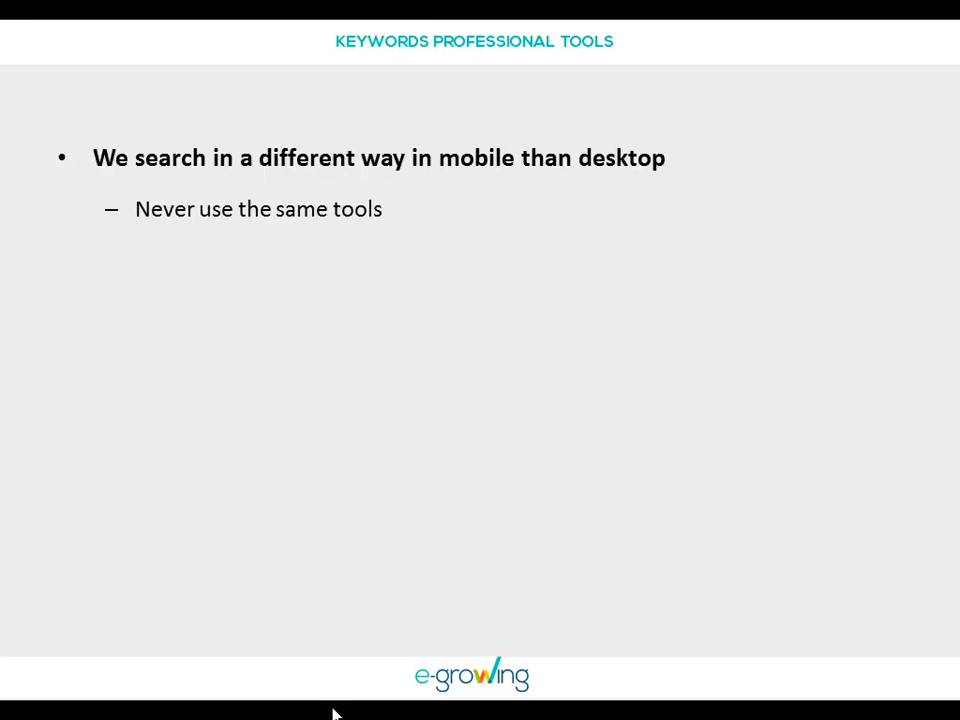 KEYWORDS PROFESSIONAL TOOLS
• We search in a different way in mobile than desktop
– Never use the same tools
e-growing